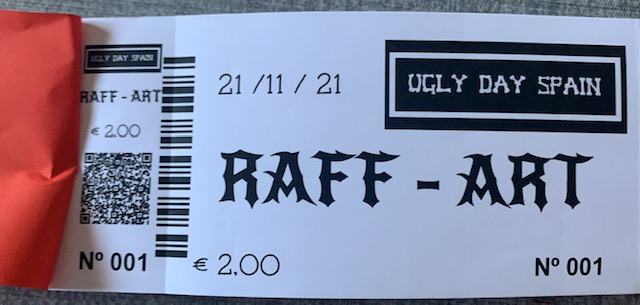 UGLY DAY SPAIN
RAFF - ART
€ 2,00
Nº 001
21 /11 / 21
UGLY DAY SPAIN
RAFF - ART
€ 2,00
Nº 001